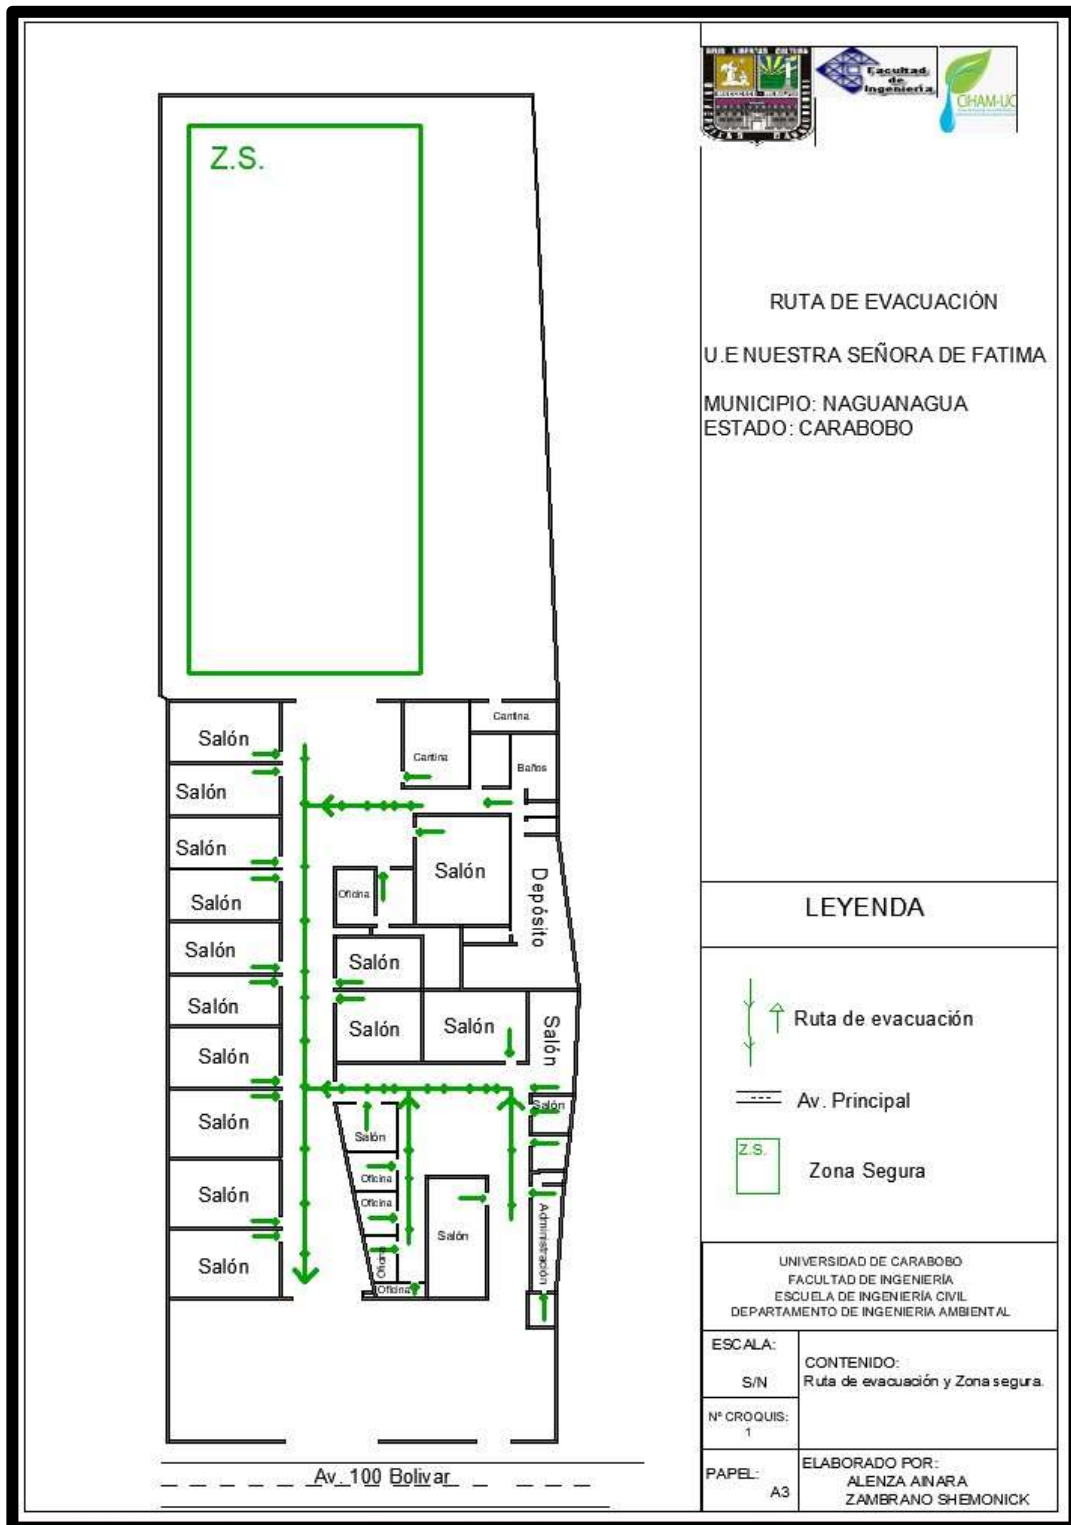 Z.S.
Facultad
de
Ingeniería
CIHAM-UC
RUTA DE EVACUACIÓN
U.E NUESTRA SEÑORA DE FATIMA
MUNICIPIO: NAGUANAGUA
ESTADO: CARABOBO
Cantina
Salón
Cantina
Baños
Salón
Salón
Salón
Depósito
Oficina
Salón
Salón
Salón
Salón
Salón
Salón
Salón
Salón
Salón
Salón
Salón
Salón
Oficina
Oficina
Salón
Administración
Salón
Oficina
Salón
Oficina
Av. 100 Bolivar
LEYENDA
Ruta de evacuación
Av. Principal
Z.S.
Zona Segura
UNIVERSIDAD DE CARABOBO
FACULTAD DE INGENIERÍA
ESCUELA DE INGENIERÍA CIVIL
DEPARTAMENTO DE INGENIERIA AMBIENTAL
ESCALA:
S/N
CONTENIDO:
Ruta de evacuación y Zona segura.
N° CROQUIS:
1
PAPEL:
A3
ELABORADO POR:
ALENZA AINARA
ZAMBRANO SHEMONICK